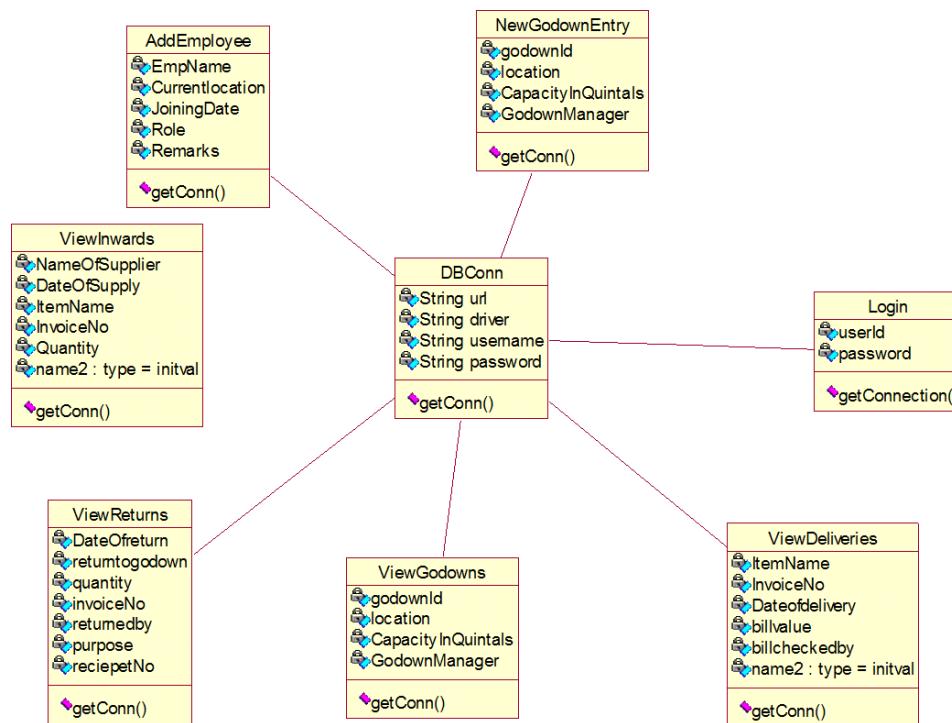 AddEmployee
EmpName
Currentlocation
JoiningDate
Role
Remarks
getConn()
NewGodownEntry
godownId
location
CapacityInQuintals
GodownManager
getConn()
ViewInwards
NameOfSupplier
DateOfSupply
ItemName
InvoiceNo
Quantity
name2 : type = initval
getConn()
DBConn
String url
String driver
String username
String password
getConn()
Login
userId
password
getConnection(
ViewReturns
DateOfreturn
returntogodown
quantity
invoiceNo
returnedby
purpose
reciepetNo
getConn()
ViewGodowns
godownId
location
CapacityInQuintals
GodownManager
getConn()
ViewDeliveries
ItemName
InvoiceNo
Dateofdelivery
billvalue
billcheckedby
name2 : type = initval
getConn()